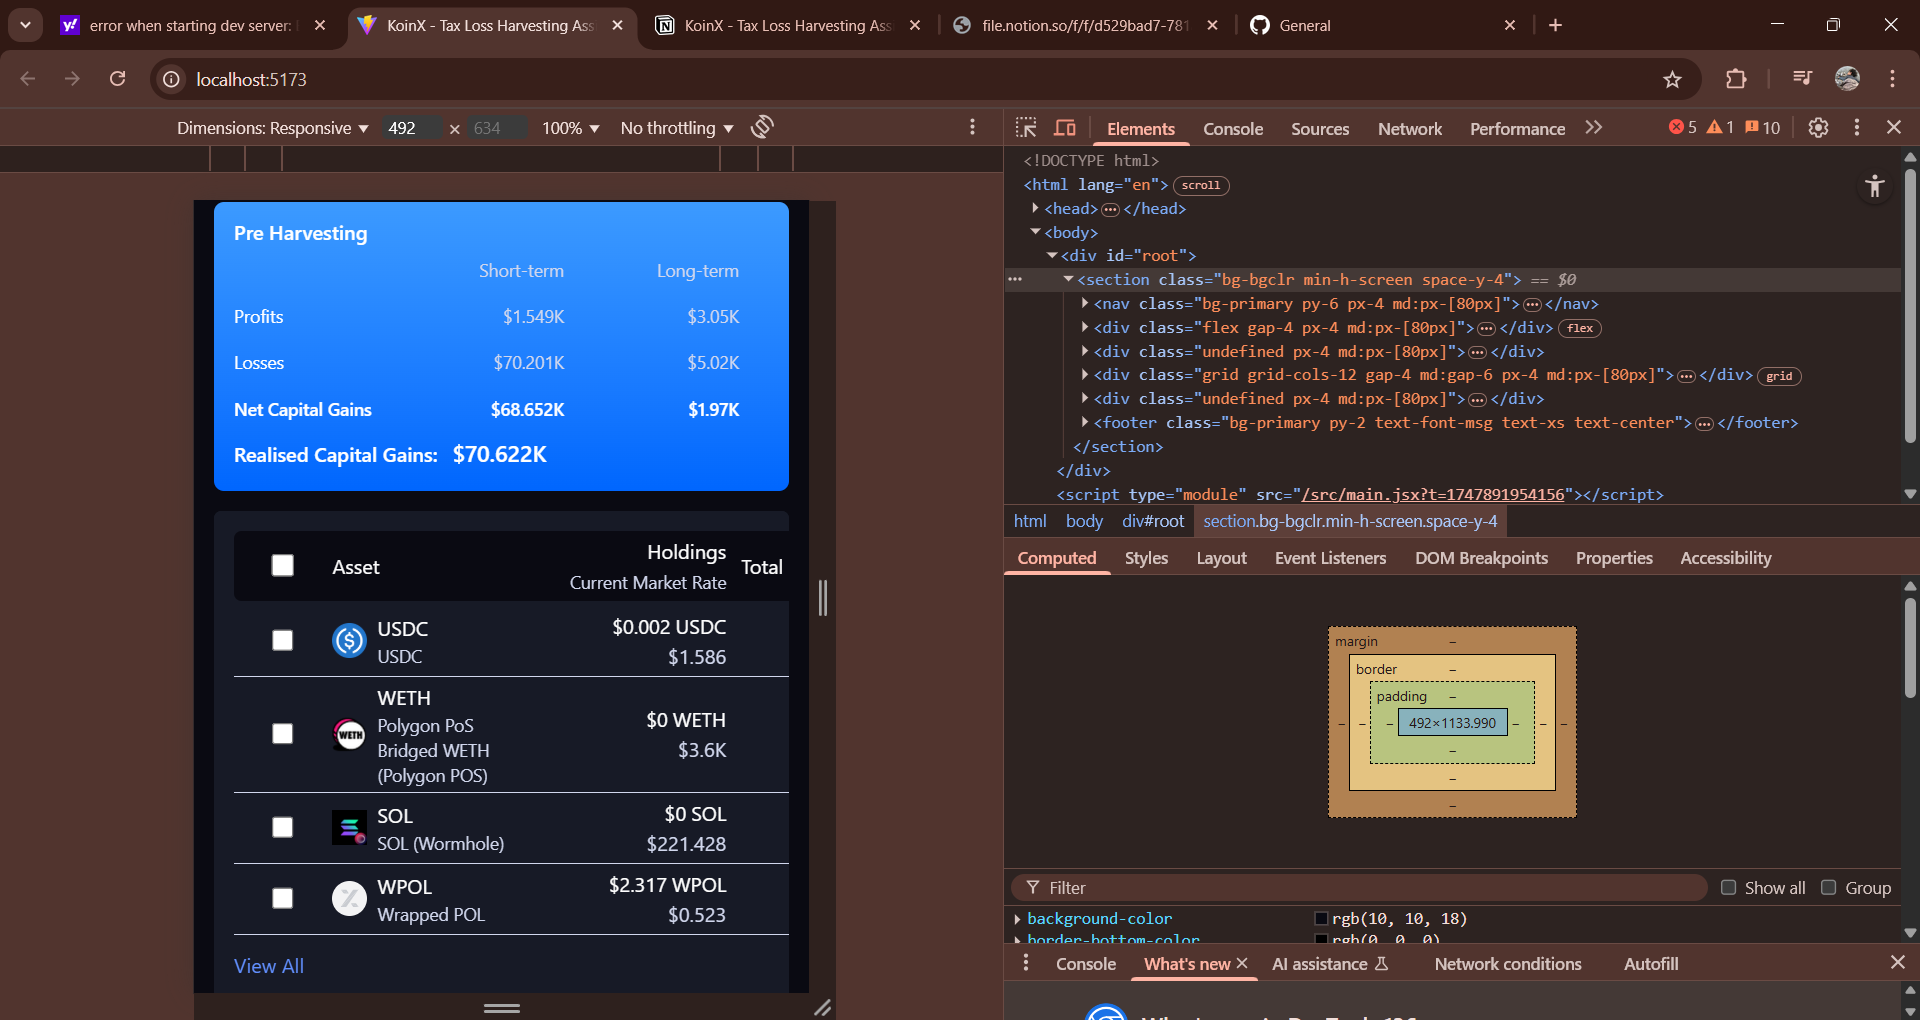 error when starting dev server:
KoinX - Tax Loss Harvesting Ass
KoinX - Tax Loss Harvesting Ass
file.notion.so/f/f/d529bad7-781
General
localhost:5173
Dimensions: Responsive
492
×
634
100%
No throttling
Elements
Console
Sources
Network
Performance
5
1
10
Pre Harvesting
Short-term
Long-term
Profits
$1.549K
$3.05K
Losses
$70.201K
$5.02K
Net Capital Gains
$68.652K
$1.97K
Realised Capital Gains: $70.622K
Asset
Holdings
Current Market Rate
Total
USDC
USDC
$0.002 USDC
$1.586
WETH
Polygon PoS
Bridged WETH
(Polygon POS)
WETH
$0 WETH
$3.6K
SOL
SOL (Wormhole)
$0 SOL
$221.428
WPOL
Wrapped POL
$2.317 WPOL
$0.523
View All
<!DOCTYPE html>
<html lang="en"> scroll
<head> ••• </head>
<body>
<div id="root">
<section class="bg-bgclr min-h-screen space-y-4"> == $0
<nav class="bg-primary py-6 px-4 md:px-[80px]"> ••• </nav>
<div class="flex gap-4 px-4 md:px-[80px]"> ••• </div> flex
<div class="undefined px-4 md:px-[80px]"> ••• </div>
<div class="grid grid-cols-12 gap-4 md:gap-6 px-4 md:px-[80px]"> ••• </div> grid
<div class="undefined px-4 md:px-[80px]"> ••• </div>
<footer class="bg-primary py-2 text-font-msg text-xs text-center"> ••• </footer>
</section>
</div>
<script type="module" src="/src/main.jsx?t=1747891954156"></script>
html body div#root section.bg-bgclr.min-h-screen.space-y-4
Computed
Styles
Layout
Event Listeners
DOM Breakpoints
Properties
Accessibility
margin –
border –
padding –
– – – 492×1133.990 – – –
–
–
–
Filter
Show all
Group
background-color
rgb(10, 10, 18)
border-bottom-color
rgb(0, 0, 0)
Console
What's new
AI assistance
Network conditions
Autofill